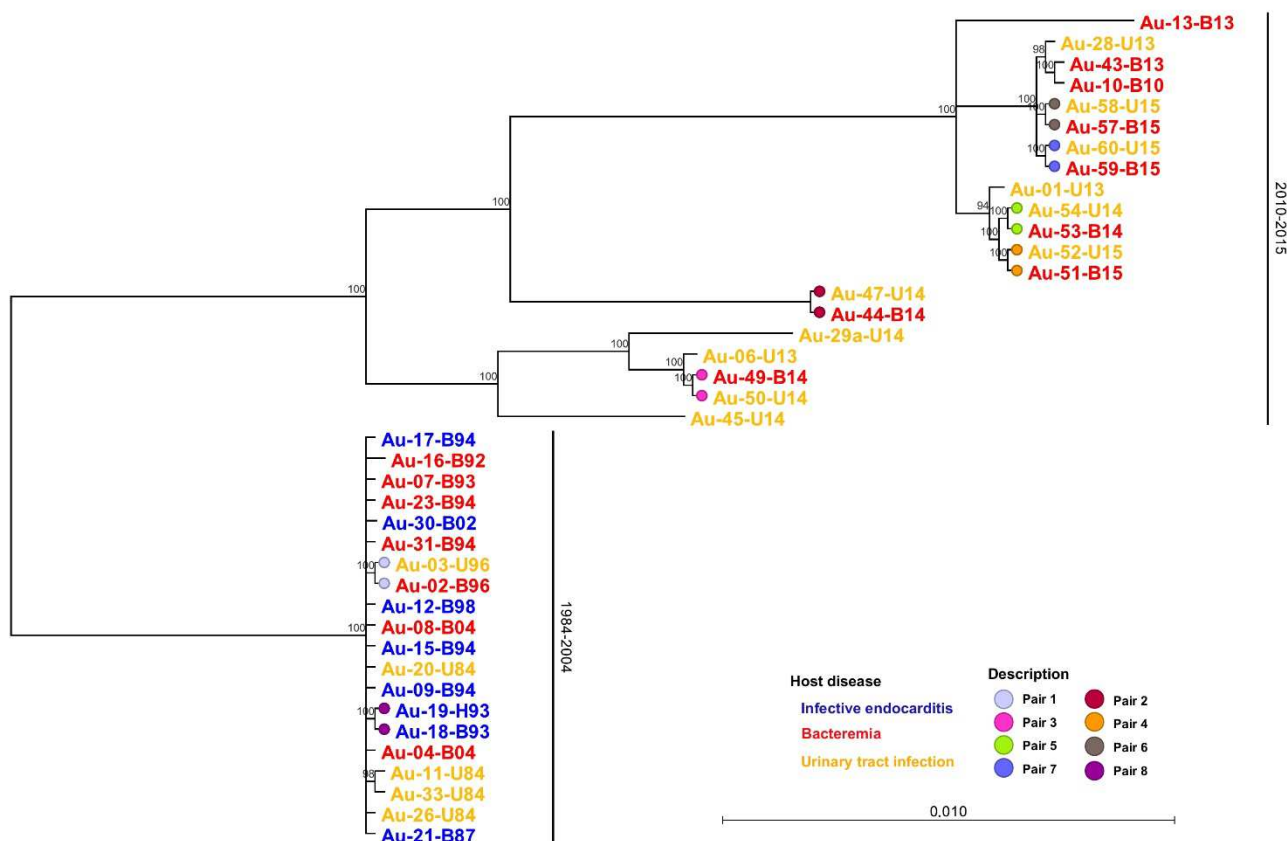 Au-13-B13
Au-28-U13
98
Au-43-B13
100
Au-10-B10
100
Au-58-U15
100
100
Au-57-B15
Au-60-U15
100
Au-59-B15
Au-01-U13
94
Au-54-U14
100
Au-53-B14
100
Au-52-U15
100
Au-51-B15
2010-2015
100
Au-47-U14
Au-44-B14
100
Au-29a-U14
100
Au-06-U13
100
Au-49-B14
100
Au-50-U14
100
Au-45-U14
Au-17-B94
Au-16-B92
Au-07-B93
Au-23-B94
Au-30-B02
Au-31-B94
Au-03-U96
100
Au-02-B96
Au-12-B98
Au-08-B04
100
Au-15-B94
Au-20-U84
Au-09-B94
Au-19-H93
100
Au-18-B93
Au-04-B04
Au-11-U84
98
Au-33-U84
Au-26-U84
Au-21-B87
1984-2004
Host disease
Infective endocarditis
Bacteremia
Urinary tract infection
Description
Pair 1
Pair 2
Pair 3
Pair 4
Pair 5
Pair 6
Pair 7
Pair 8
0.010